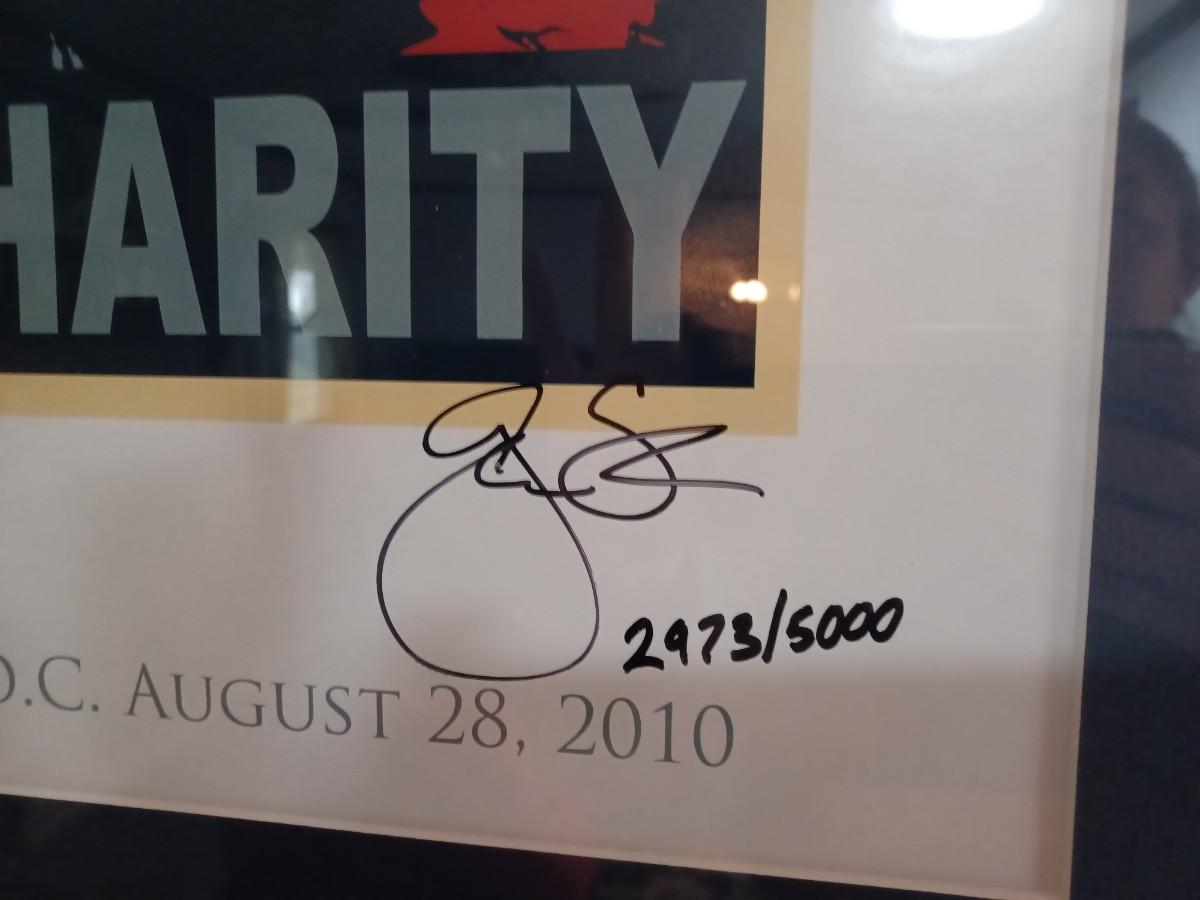 HARITY
2973/5000
D.C. AUGUST 28, 2010